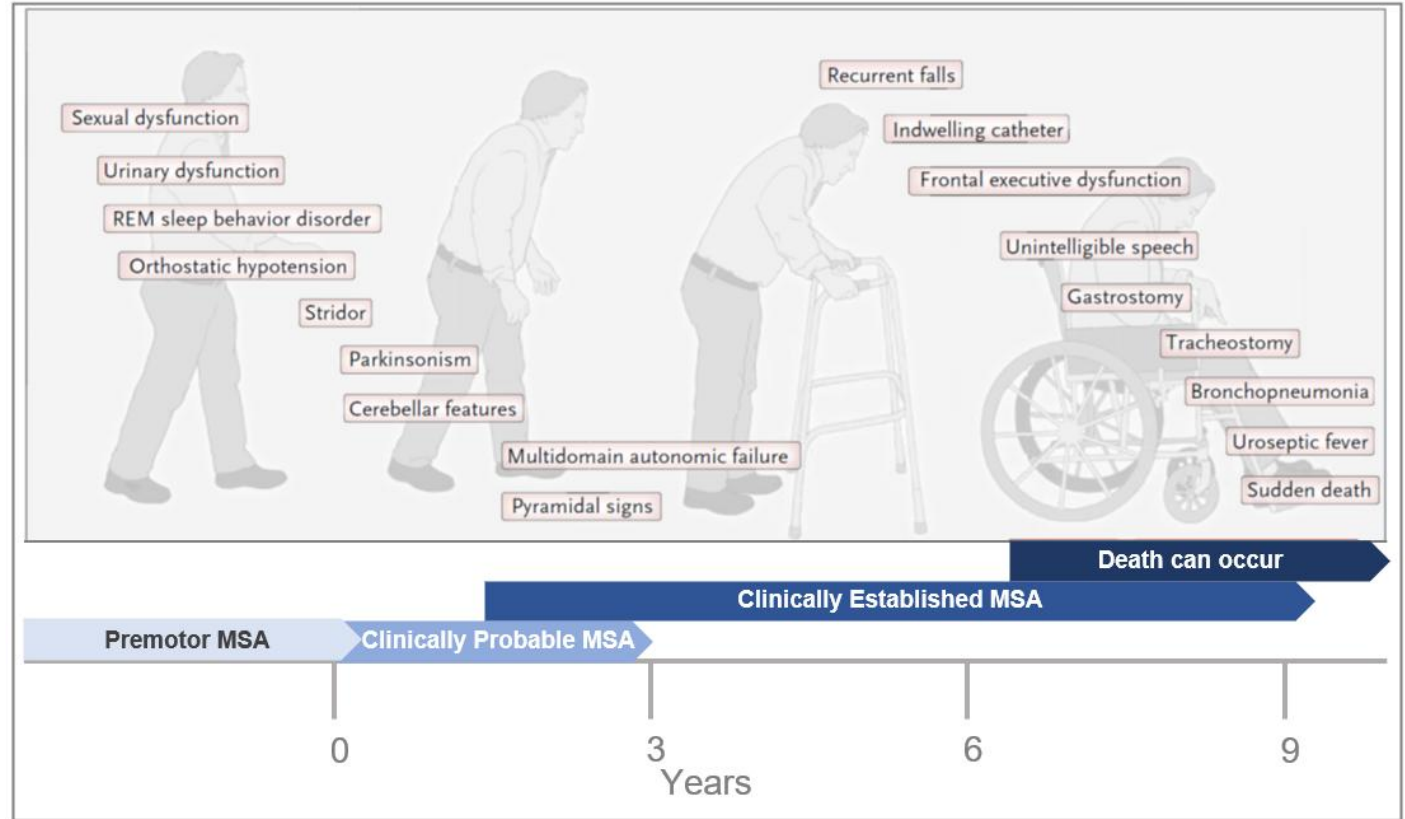 Sexual dysfunction
Urinary dysfunction
REM sleep behavior disorder
Orthostatic hypotension
Stridor
Parkinsonism
Cerebellar features
Multidomain autonomic failure
Pyramidal signs
Recurrent falls
Indwelling catheter
Frontal executive dysfunction
Unintelligible speech
Gastrostomy
Tracheostomy
Bronchopneumonia
Uroseptic fever
Sudden death
Death can occur
Clinically Established MSA
Premotor MSA
Clinically Probable MSA
0
3
6
9
Years